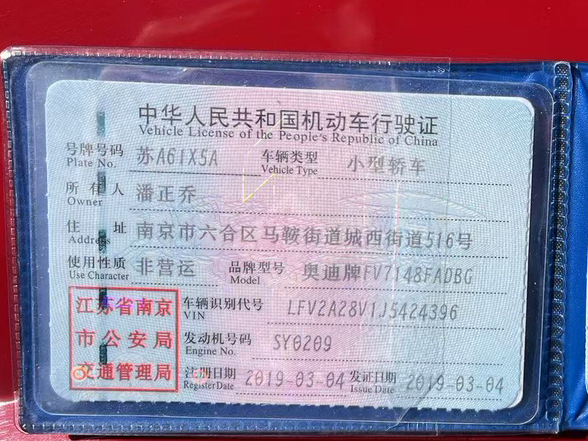 中华人民共和国机动车行驶证
Vehicle License of the People's Republic of China
号牌号码 苏A61X5A 车辆类型 小型轿车
Plate No. Vehicle Type
所有人 潘正乔
Owner
住址 南京市六合区马鞍街道城西街道516号
Address
使用性质 非营运 品牌型号 奥迪牌FV7148FADBG
Use Character Model
江苏省南京
市公安局
交通管理局
车辆识别代号 LFV2A28V1J5424396
VIN
发动机号码 SY0209
Engine No.
注册日期 2019-03-04 发证日期 2019-03-04
Register Date Issue Date